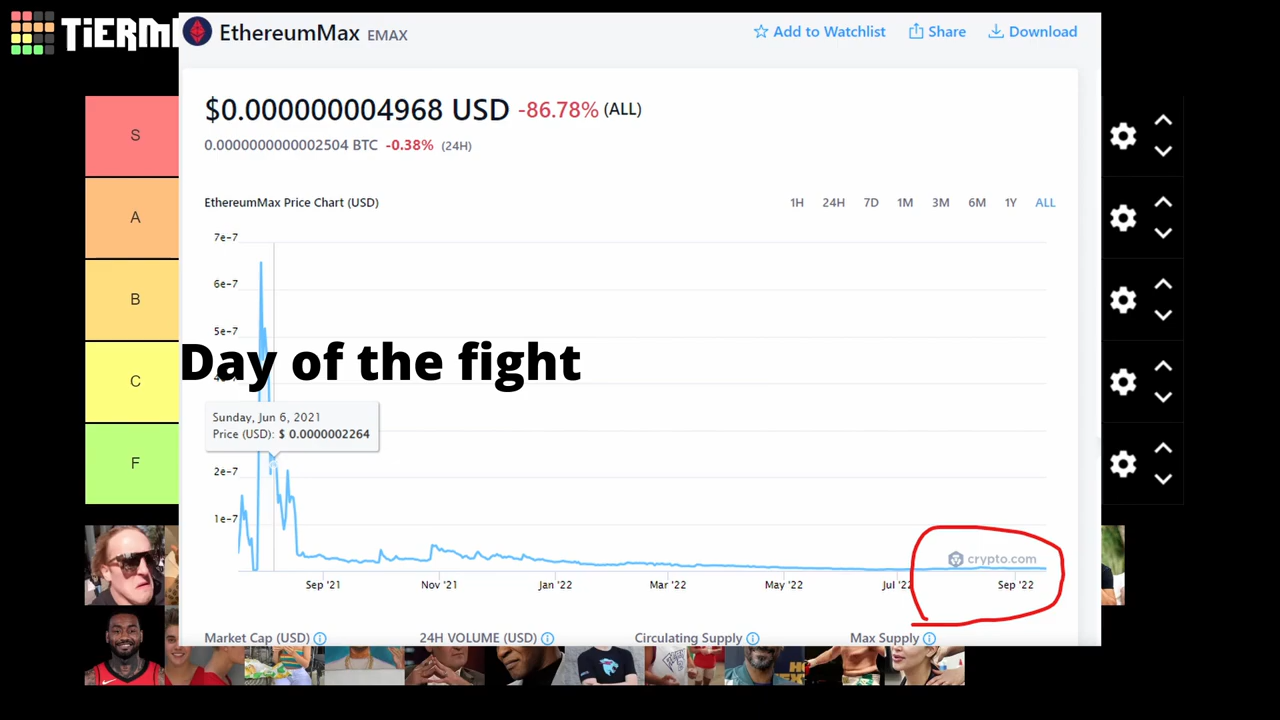 TiERM
EthereumMax EMAX
Add to Watchlist Share Download
$0.000000004968 USD -86.78% (ALL)
0.0000000000002504 BTC -0.38% (24H)
EthereumMax Price Chart (USD)
1H 24H 7D 1M 3M 6M 1Y ALL
7e-7
6e-7
5e-7
Day of the fight
Sunday, Jun 6, 2021
Price (USD): $ 0.0000002264
2e-7
1e-7
crypto.com
Sep '21 Nov '21 Jan '22 Mar '22 May '22 Jul '22 Sep '22
Market Cap (USD) 24H VOLUME (USD) Circulating Supply Max Supply
S
A
B
C
F